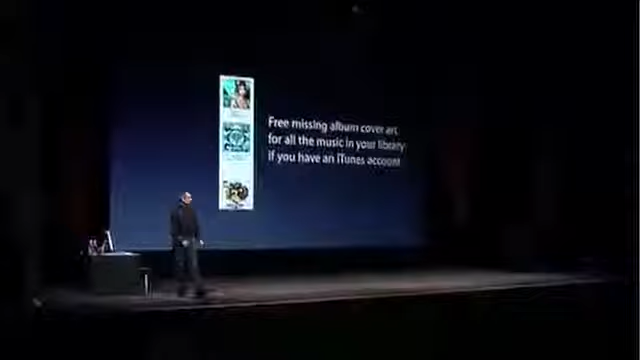 Free missing album cover art
for all the music in your library
if you have an iTunes account